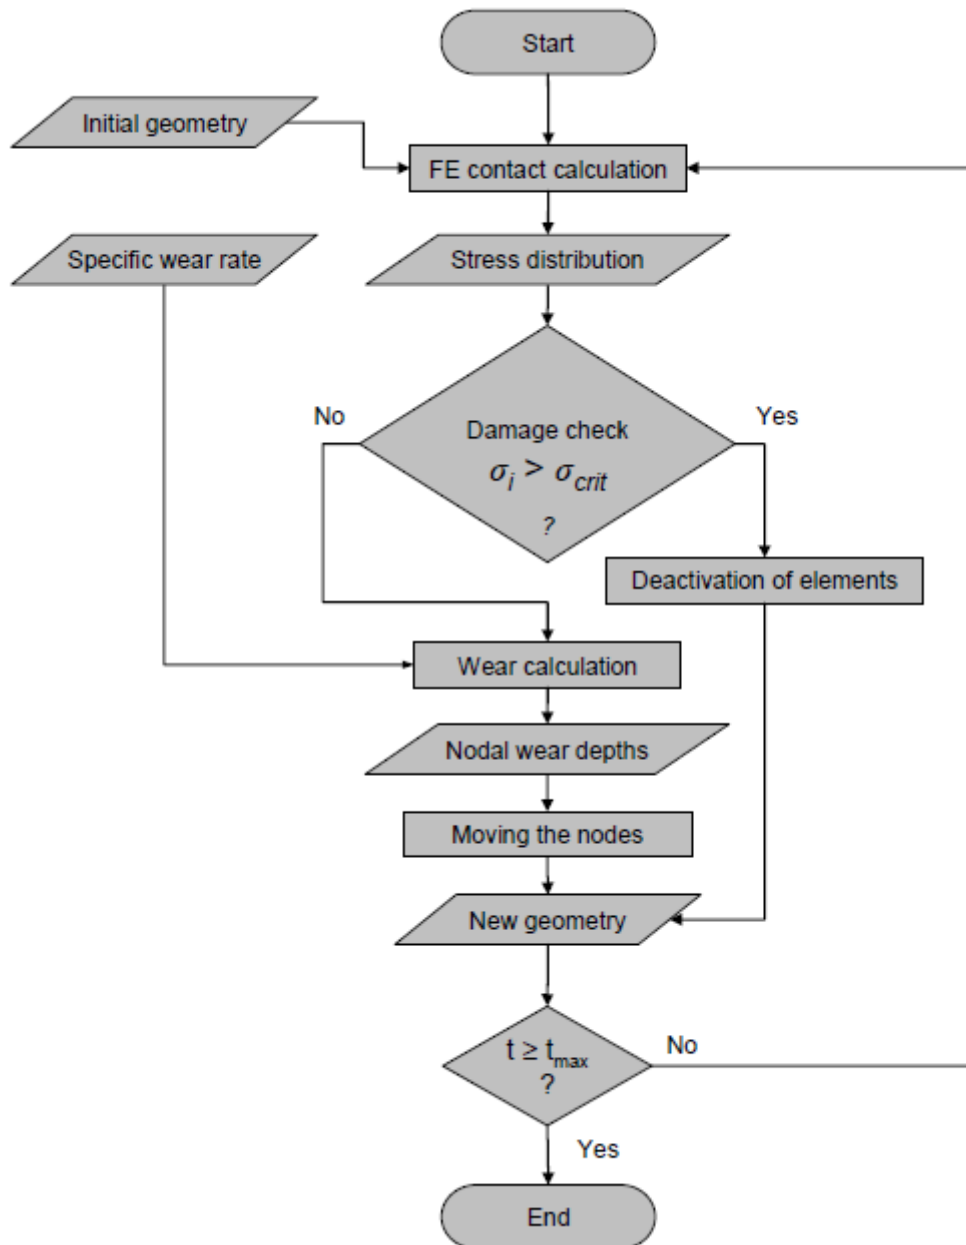 Start
Initial geometry
FE contact calculation
Specific wear rate
Stress distribution
No
Yes
Damage check
σi > σcrit
?
Deactivation of elements
Wear calculation
Nodal wear depths
Moving the nodes
New geometry
t ≥ tmax
?
No
Yes
End